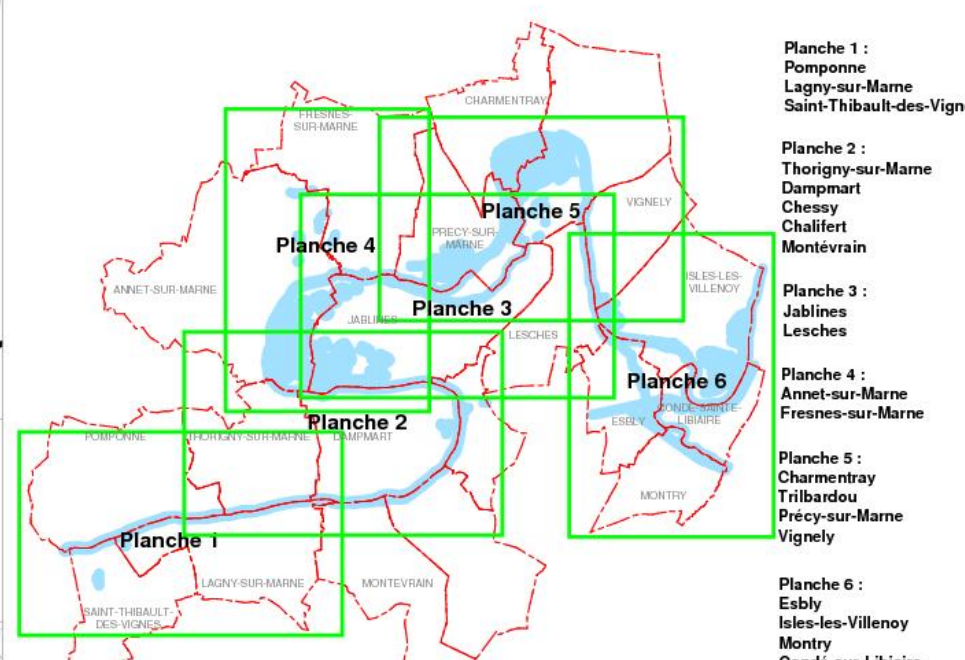 CHARMENTRAY
FRESNES-
SUR-MARNE
VIGNELY
Planche 5
PRECY-SUR-
MARNE
Planche 4
ISLES-LES-
VILLENOY
ANNET-SUR-MARNE
Planche 3
JABLINES
LESCHES
Planche 6
CONDE-SAINTE-
LIBIAIRE
ESBLY
Planche 2
POMPONNE
THORIGNY-SUR-MARNE
DAMPMART
MONTRY
Planche 1
LAGNY-SUR-MARNE
MONTEVRAIN
SAINT-THIBAULT-
DES-VIGNES
Planche 1 :
Pomponne
Lagny-sur-Marne
Saint-Thibault-des-Vign
Planche 2 :
Thorigny-sur-Marne
Dampmart
Chessy
Chalifert
Montévrain
Planche 3 :
Jablines
Lesches
Planche 4 :
Annet-sur-Marne
Fresnes-sur-Marne
Planche 5 :
Charmentray
Trilbardou
Précy-sur-Marne
Vignely
Planche 6 :
Esbly
Isles-les-Villenoy
Montry